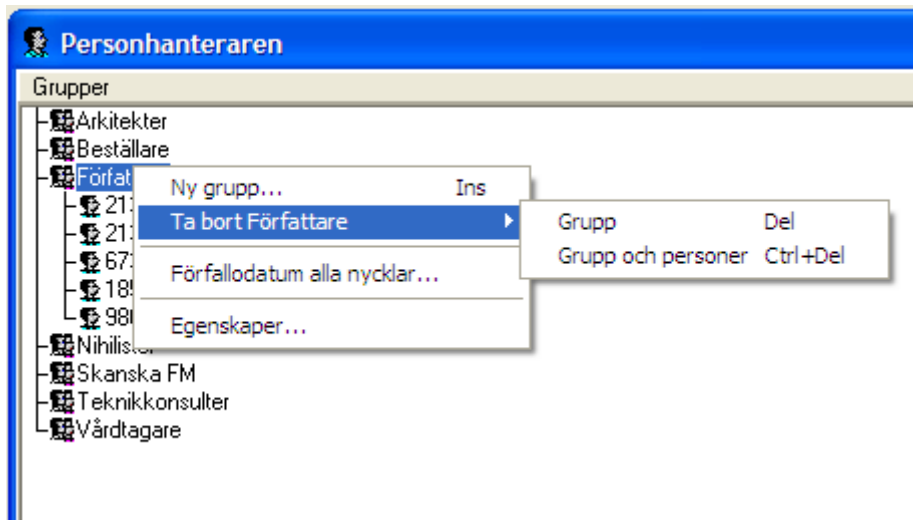 Personhanteraren
Grupper
Arkitekter
Beställare
Ny grupp... Ins
Ta bort Författare
Grupp Del
Grupp och personer Ctrl+Del
Förfallodatum alla nycklar...
Egenskaper...
Skanska FM
Teknikkonsulter
Vårdtagare